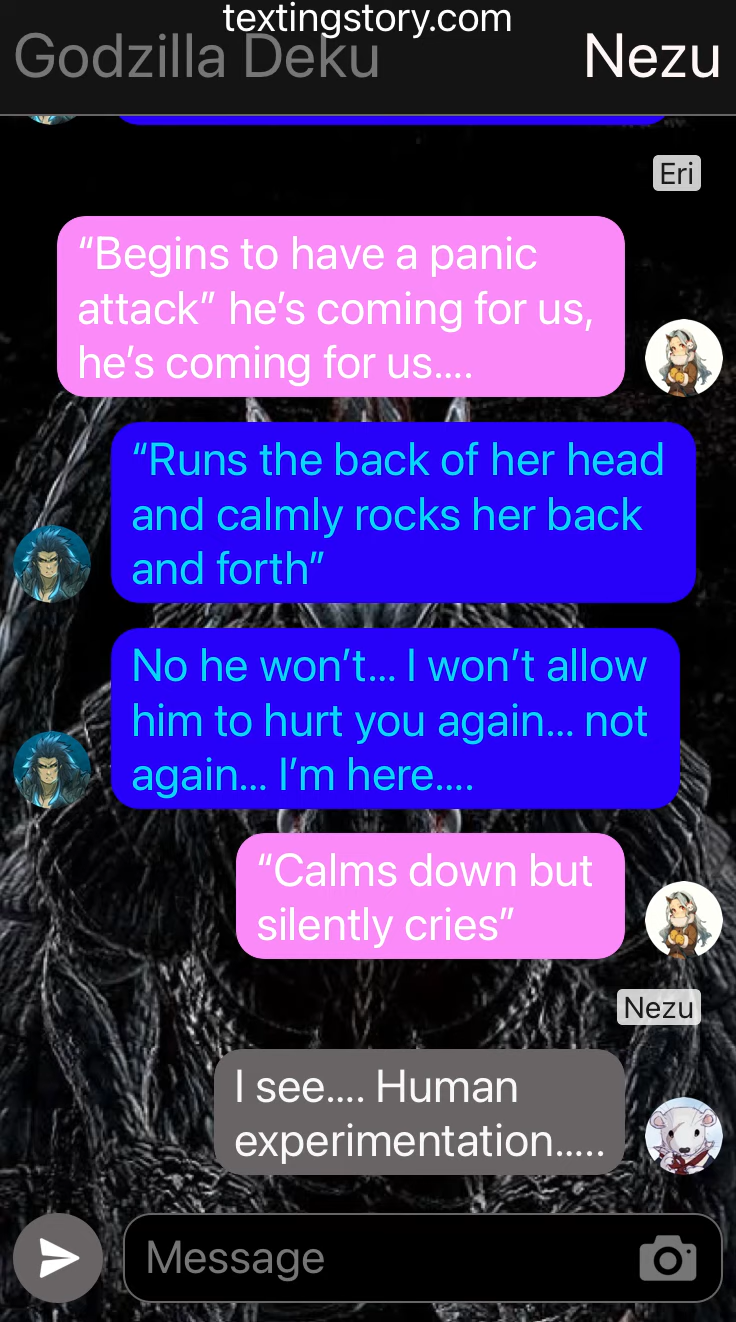 textingstory.com
Godzilla Deku Nezu
Eri
“Begins to have a panic
attack” he’s coming for us,
he’s coming for us....
“Runs the back of her head
and calmly rocks her back
and forth”
No he won’t... I won’t allow
him to hurt you again... not
again... I’m here....
“Calms down but
silently cries”
Nezu
I see.... Human
experimentation.....
Message